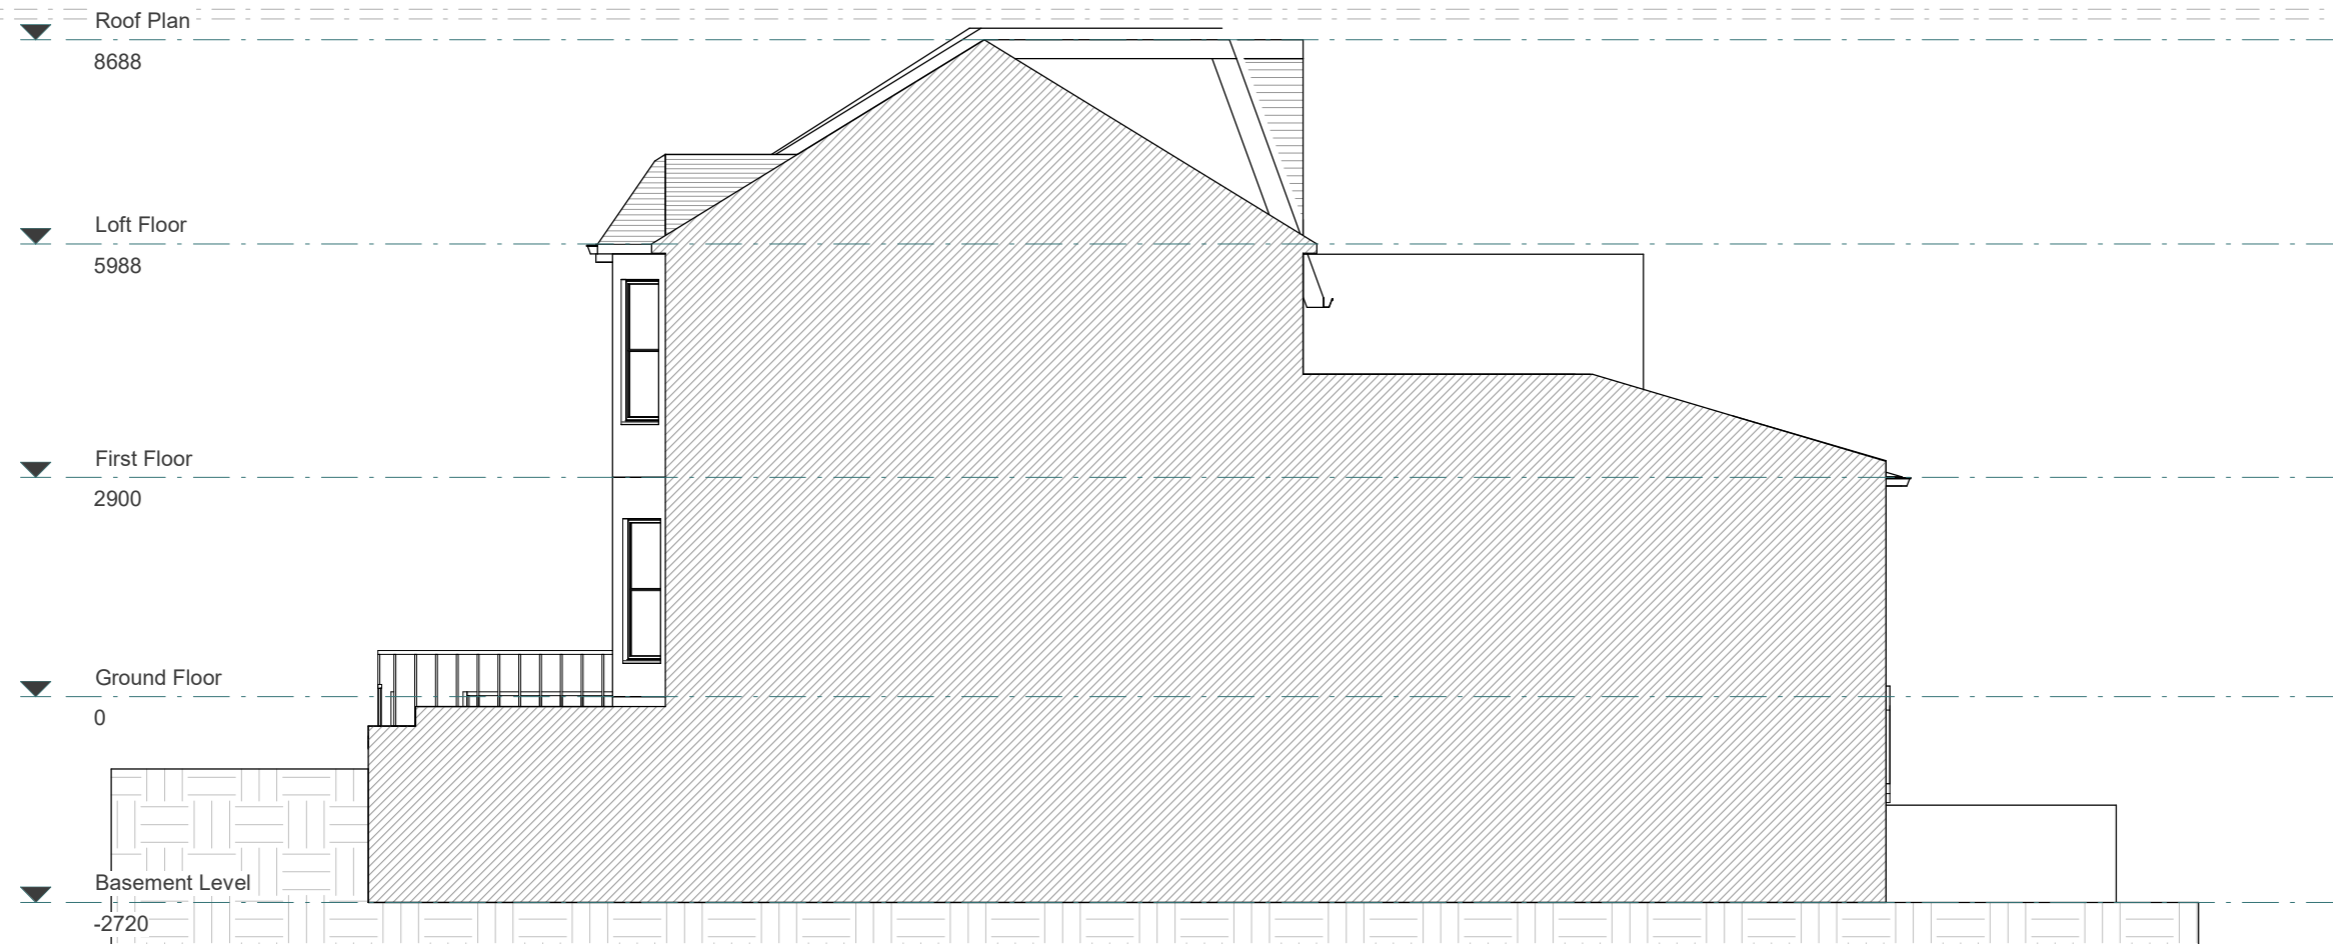 Roof Plan
8688
Loft Floor
5988
First Floor
2900
Ground Floor
0
Basement Level
-2720